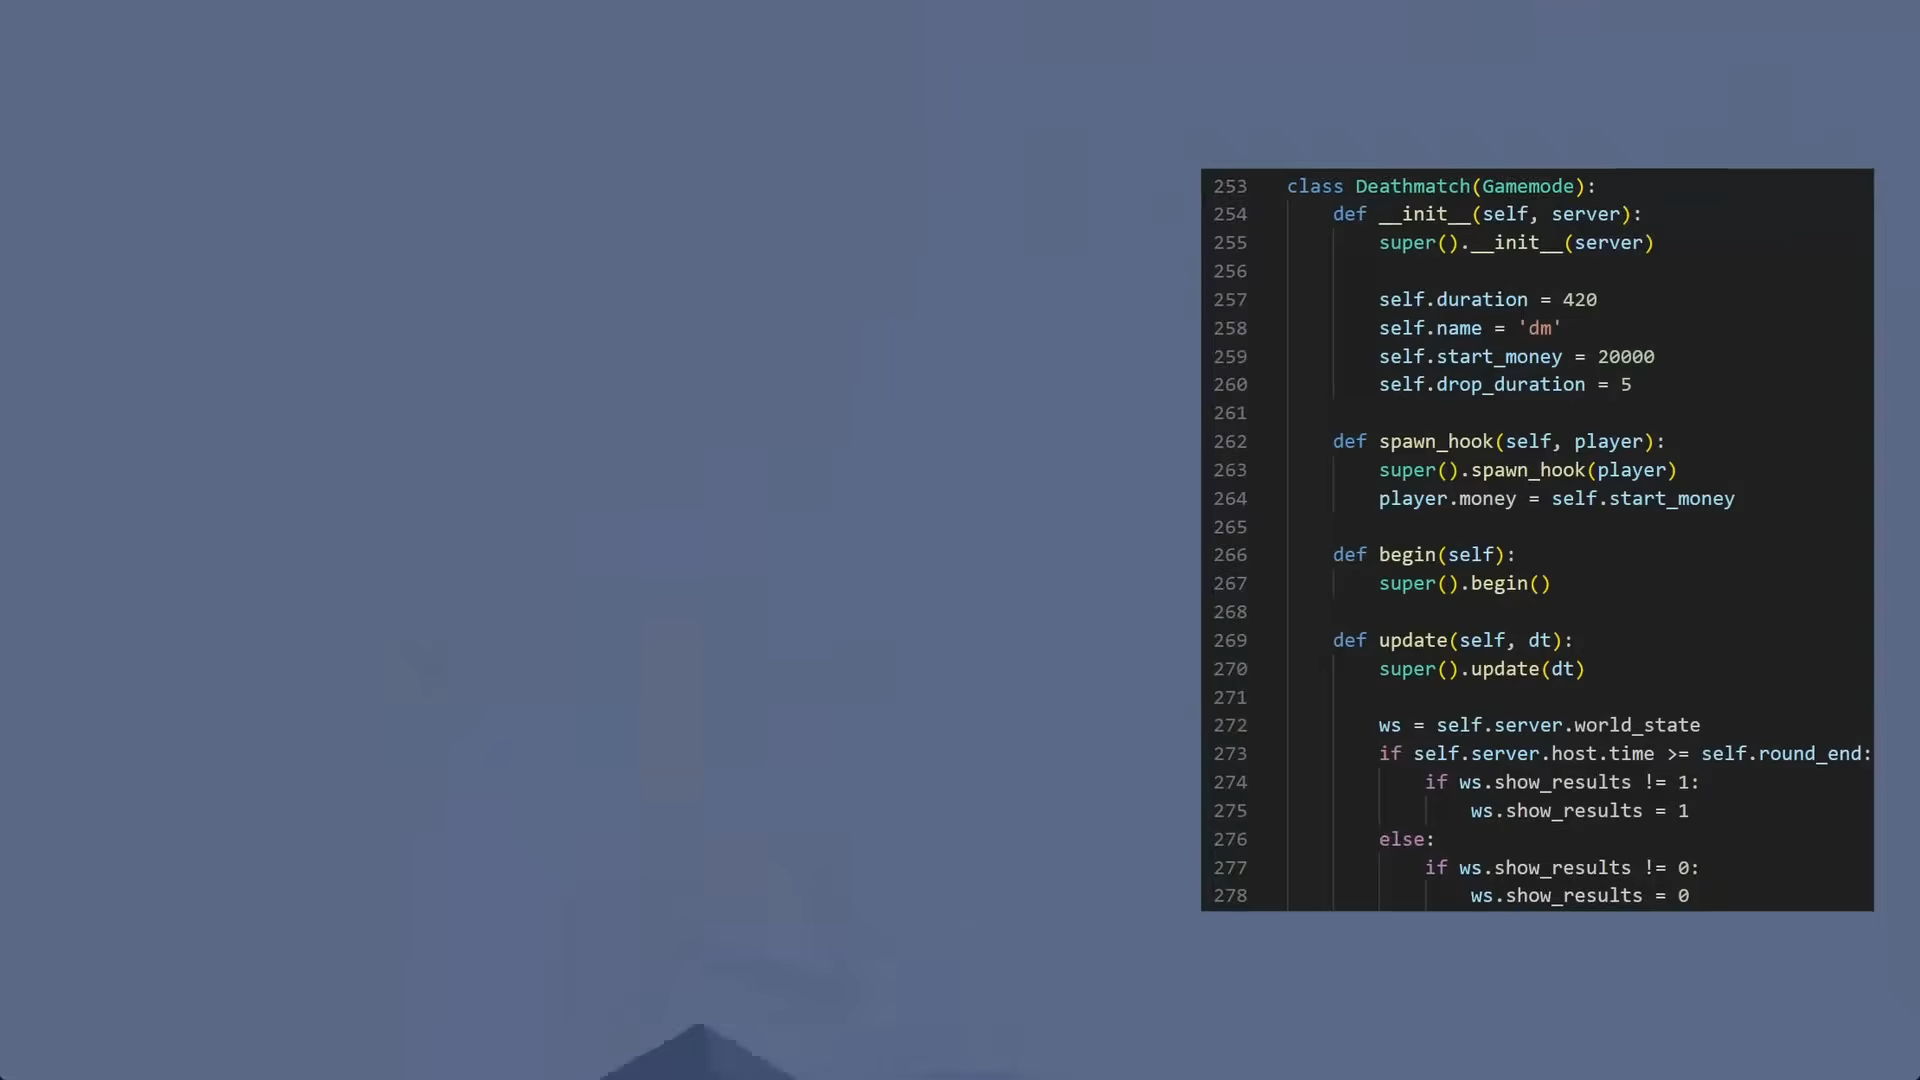 253 class Deathmatch(Gamemode):
254     def __init__(self, server):
255         super().__init__(server)
256
257         self.duration = 420
258         self.name = 'dm'
259         self.start_money = 20000
260         self.drop_duration = 5
261
262     def spawn_hook(self, player):
263         super().spawn_hook(player)
264         player.money = self.start_money
265
266     def begin(self):
267         super().begin()
268
269     def update(self, dt):
270         super().update(dt)
271
272         ws = self.server.world_state
273         if self.server.host.time >= self.round_end:
274             if ws.show_results != 1:
275                 ws.show_results = 1
276         else:
277             if ws.show_results != 0:
278                 ws.show_results = 0